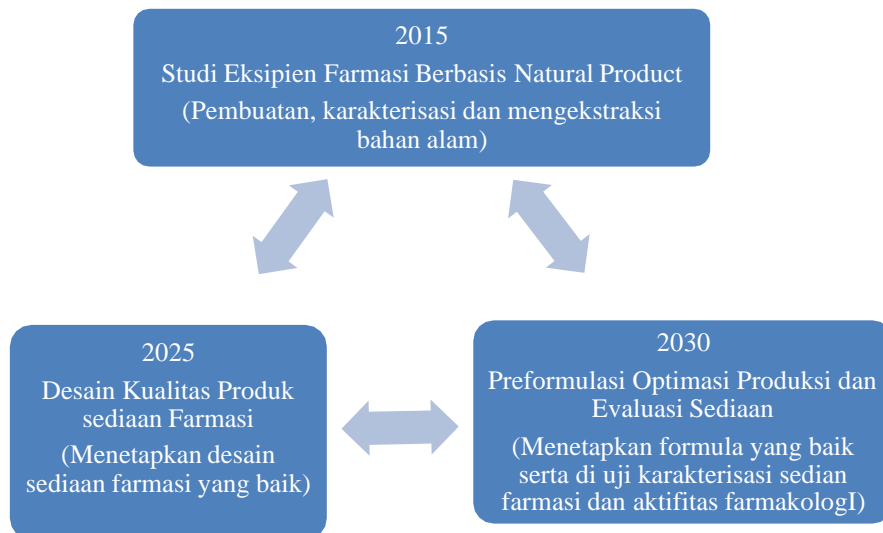 2015
Studi Eksipien Farmasi Berbasis Natural Product
(Pembuatan, karakterisasi dan mengekstraksi
bahan alam)
2025
Desain Kualitas Produk
sediaan Farmasi
(Menetapkan desain
sediaan farmasi yang baik)
2030
Preformulasi Optimasi Produksi dan
Evaluasi Sediaan
(Menetapkan formula yang baik
serta di uji karakterisasi sedian
farmasi dan aktifitas farmakologI)